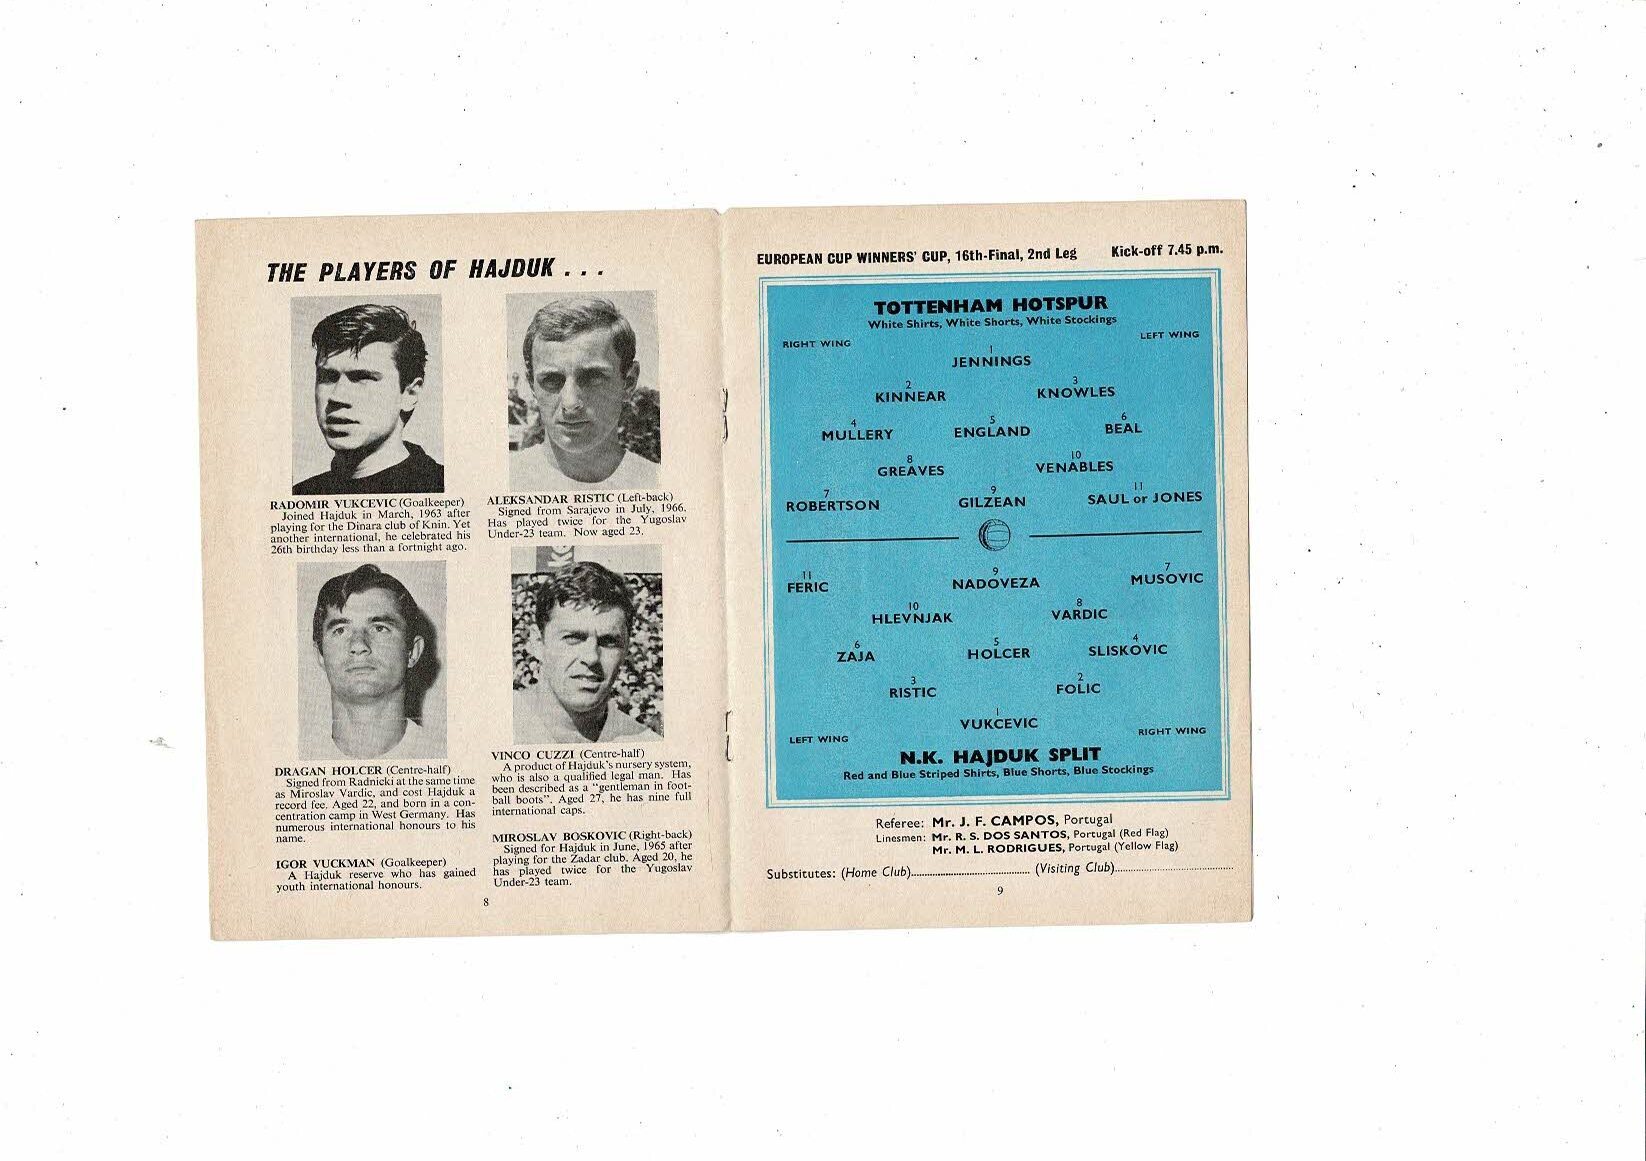 THE PLAYERS OF HAJDUK . . .
RADOMIR VUKCEVIC (Goalkeeper)
Joined Hajduk in March, 1963 after
playing for the Dinara club of Knin. Yet
another international, he celebrated his
26th birthday less than a fortnight ago.
ALEKSANDAR RISTIC (Left-back)
Signed from Sarajevo in July, 1966.
Has played twice for the Yugoslav
Under-23 team. Now aged 23.
DRAGAN HOLCER (Centre-half)
Signed from Radnicki at the same time
as Miroslav Vardic, and cost Hajduk a
record fee. Aged 22, and born in a con-
centration camp in West Germany. Has
numerous international honours to his
name.
IGOR VUCKMAN (Goalkeeper)
A Hajduk reserve who has gained
youth international honours.
VINCO CUZZI (Centre-half)
A product of Hajduk's nursery system,
who is also a qualified legal man. Has
been described as a "gentleman in foot-
ball boots". Aged 27, he has nine full
international caps.
MIROSLAV BOSKOVIC (Right-back)
Signed for Hajduk in June, 1965 after
playing for the Zadar club. Aged 20, he
has played twice for the Yugoslav
Under-23 team.
8
EUROPEAN CUP WINNERS' CUP, 16th-Final, 2nd Leg Kick-off 7.45 p.m.
TOTTENHAM HOTSPUR
White Shirts, White Shorts, White Stockings
RIGHT WING LEFT WING
1
JENNINGS
2 3
KINNEAR KNOWLES
4 5 6
MULLERY ENGLAND BEAL
8 10
GREAVES VENABLES
7 9 11
ROBERTSON GILZEAN SAUL or JONES
11 9 7
FERIC NADOVEZA MUSOVIC
10 8
HLEVNJAK VARDIC
6 5 4
ZAJA HOLCER SLISKOVIC
3 2
RISTIC FOLIC
1
VUKCEVIC
LEFT WING RIGHT WING
N.K. HAJDUK SPLIT
Red and Blue Striped Shirts, Blue Shorts, Blue Stockings
Referee: Mr. J. F. CAMPOS, Portugal
Linesmen: Mr. R. S. DOS SANTOS, Portugal (Red Flag)
Mr. M. L. RODRIGUES, Portugal (Yellow Flag)
Substitutes: (Home Club)........................................ (Visiting Club)........................................
9